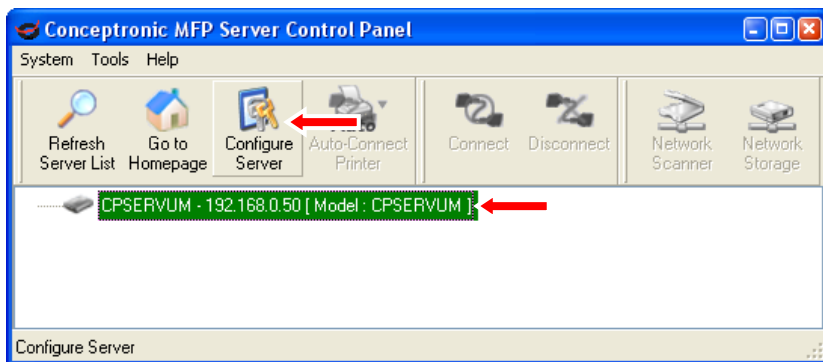 Conceptronic MFP Server Control Panel
System Tools Help
Refresh Server List
Go to Homepage
Configure Server
Auto-Connect Printer
Connect
Disconnect
Network Scanner
Network Storage
CPSERVUM - 192.168.0.50 [ Model : CPSERVUM ]
Configure Server